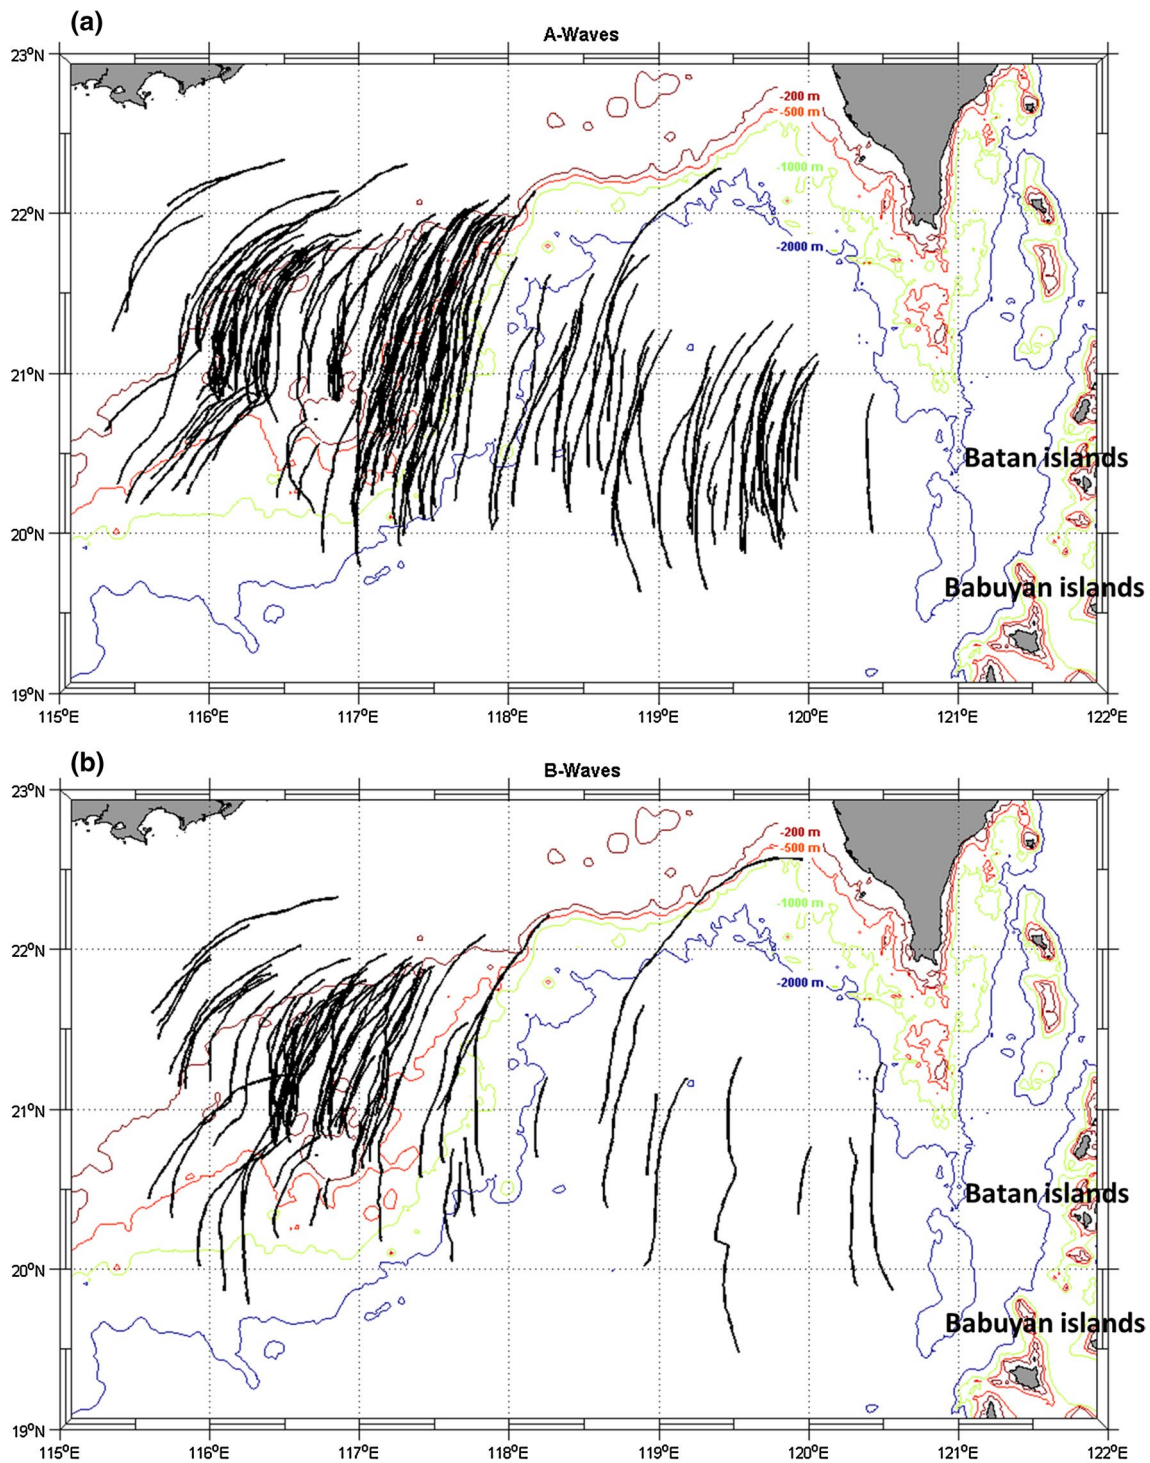 (a)
A-Waves
23°N
-200 m
-500 m
-1000 m
22°N
-2000 m
21°N
Batan islands
20°N
Babuyan islands
19°N
115°E 116°E 117°E 118°E 119°E 120°E 121°E 122°E
(b)
B-Waves
23°N
-200 m
-500 m
-1000 m
22°N
-2000 m
21°N
Batan islands
20°N
Babuyan islands
19°N
115°E 116°E 117°E 118°E 119°E 120°E 121°E 122°E